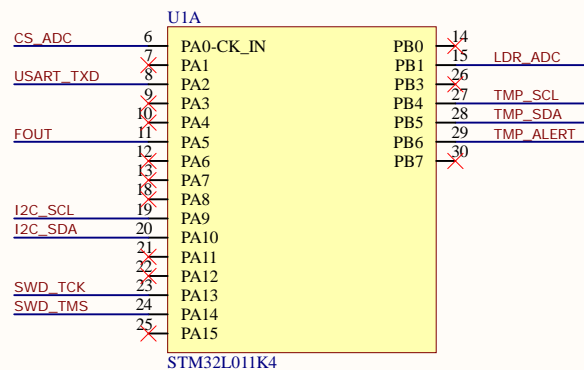 U1A
CS_ADC 6 PA0-CK_IN PB0 14
7 PA1 PB1 15 LDR_ADC
USART_TXD 8 PA2 PB3 26
9 PA3 PB4 27 TMP_SCL
10 PA4 PB5 28 TMP_SDA
FOUT 11 PA5 PB6 29 TMP_ALERT
12 PA6 PB7 30
13 PA7
18 PA8
I2C_SCL 19 PA9
I2C_SDA 20 PA10
21 PA11
22 PA12
SWD_TCK 23 PA13
SWD_TMS 24 PA14
25 PA15
STM32L011K4